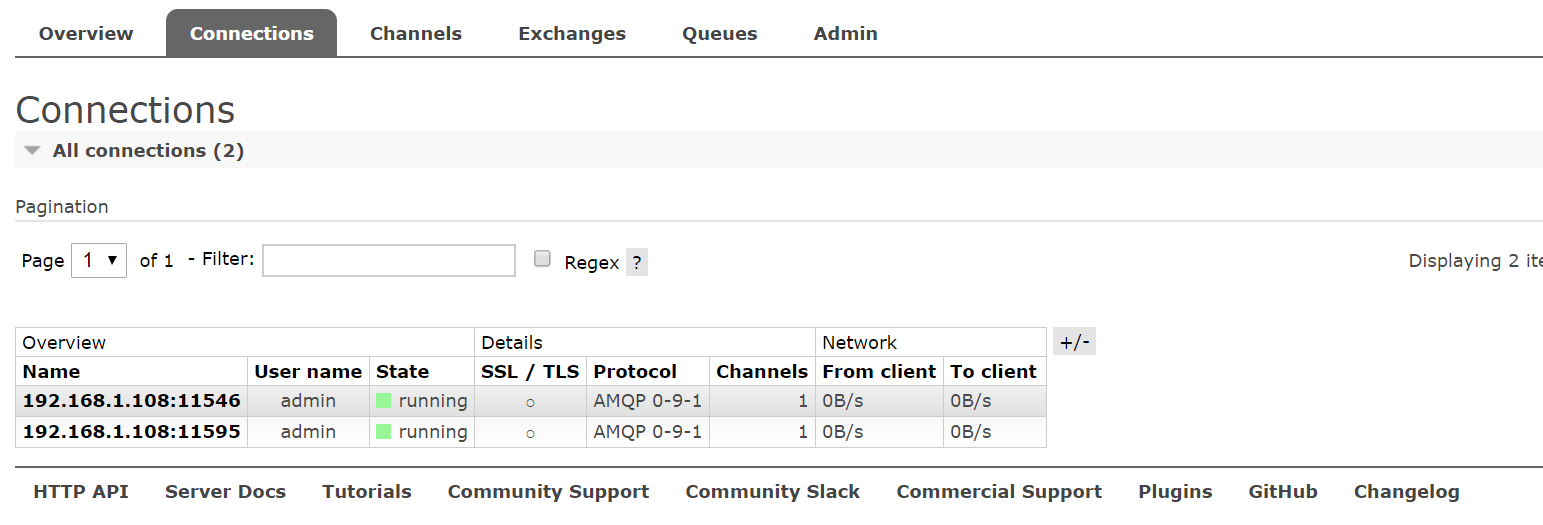 Overview Connections Channels Exchanges Queues Admin
Connections
All connections (2)
Pagination
Page 1 of 1 - Filter: Regex ? Displaying 2 ite
Overview Details Network +/-
Name User name State SSL / TLS Protocol Channels From client To client
192.168.1.108:11546 admin running ○ AMQP 0-9-1 1 0B/s 0B/s
192.168.1.108:11595 admin running ○ AMQP 0-9-1 1 0B/s 0B/s
HTTP API Server Docs Tutorials Community Support Community Slack Commercial Support Plugins GitHub Changelog